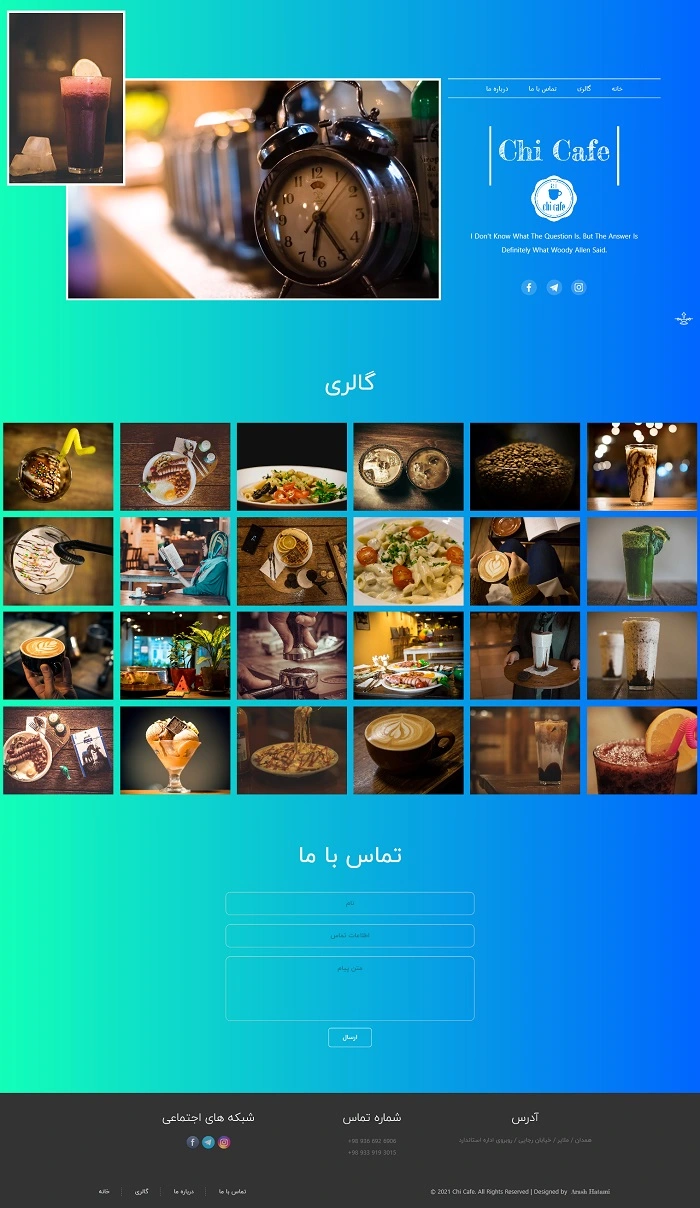 خانه
گالری
تماس با ما
درباره ما
Chi Cafe
chi cafe
I Don't Know What The Question Is. But The Answer Is
Definitely What Woody Allen Said.
گالری
تماس با ما
نام
اطلاعات تماس
متن پیام
ارسال
آدرس
همدان / ملایر / خیابان رجایی / روبروی اداره استاندارد
شماره تماس
+98 936 692 6906
+98 933 819 3015
شبکه های اجتماعی
تماس با ما
درباره ما
گالری
خانه
© 2021 Chi Cafe. All Rights Reserved | Designed by Arash Hatami